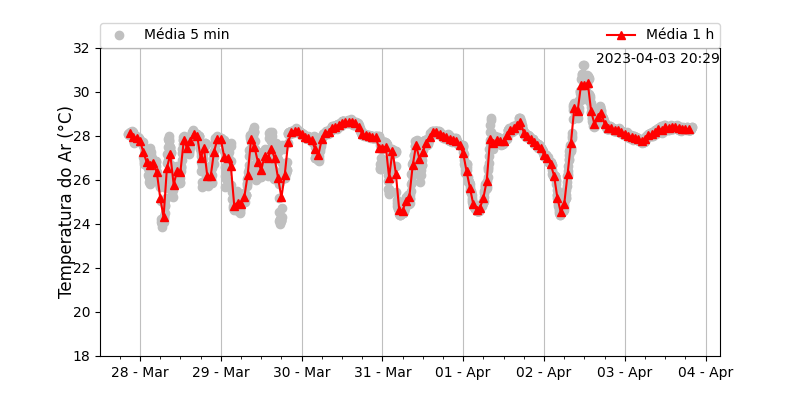 Média 5 min
Média 1 h
2023-04-03 20:29
Temperatura do Ar (°C)
32
30
28
26
24
22
20
18
28 - Mar
29 - Mar
30 - Mar
31 - Mar
01 - Apr
02 - Apr
03 - Apr
04 - Apr